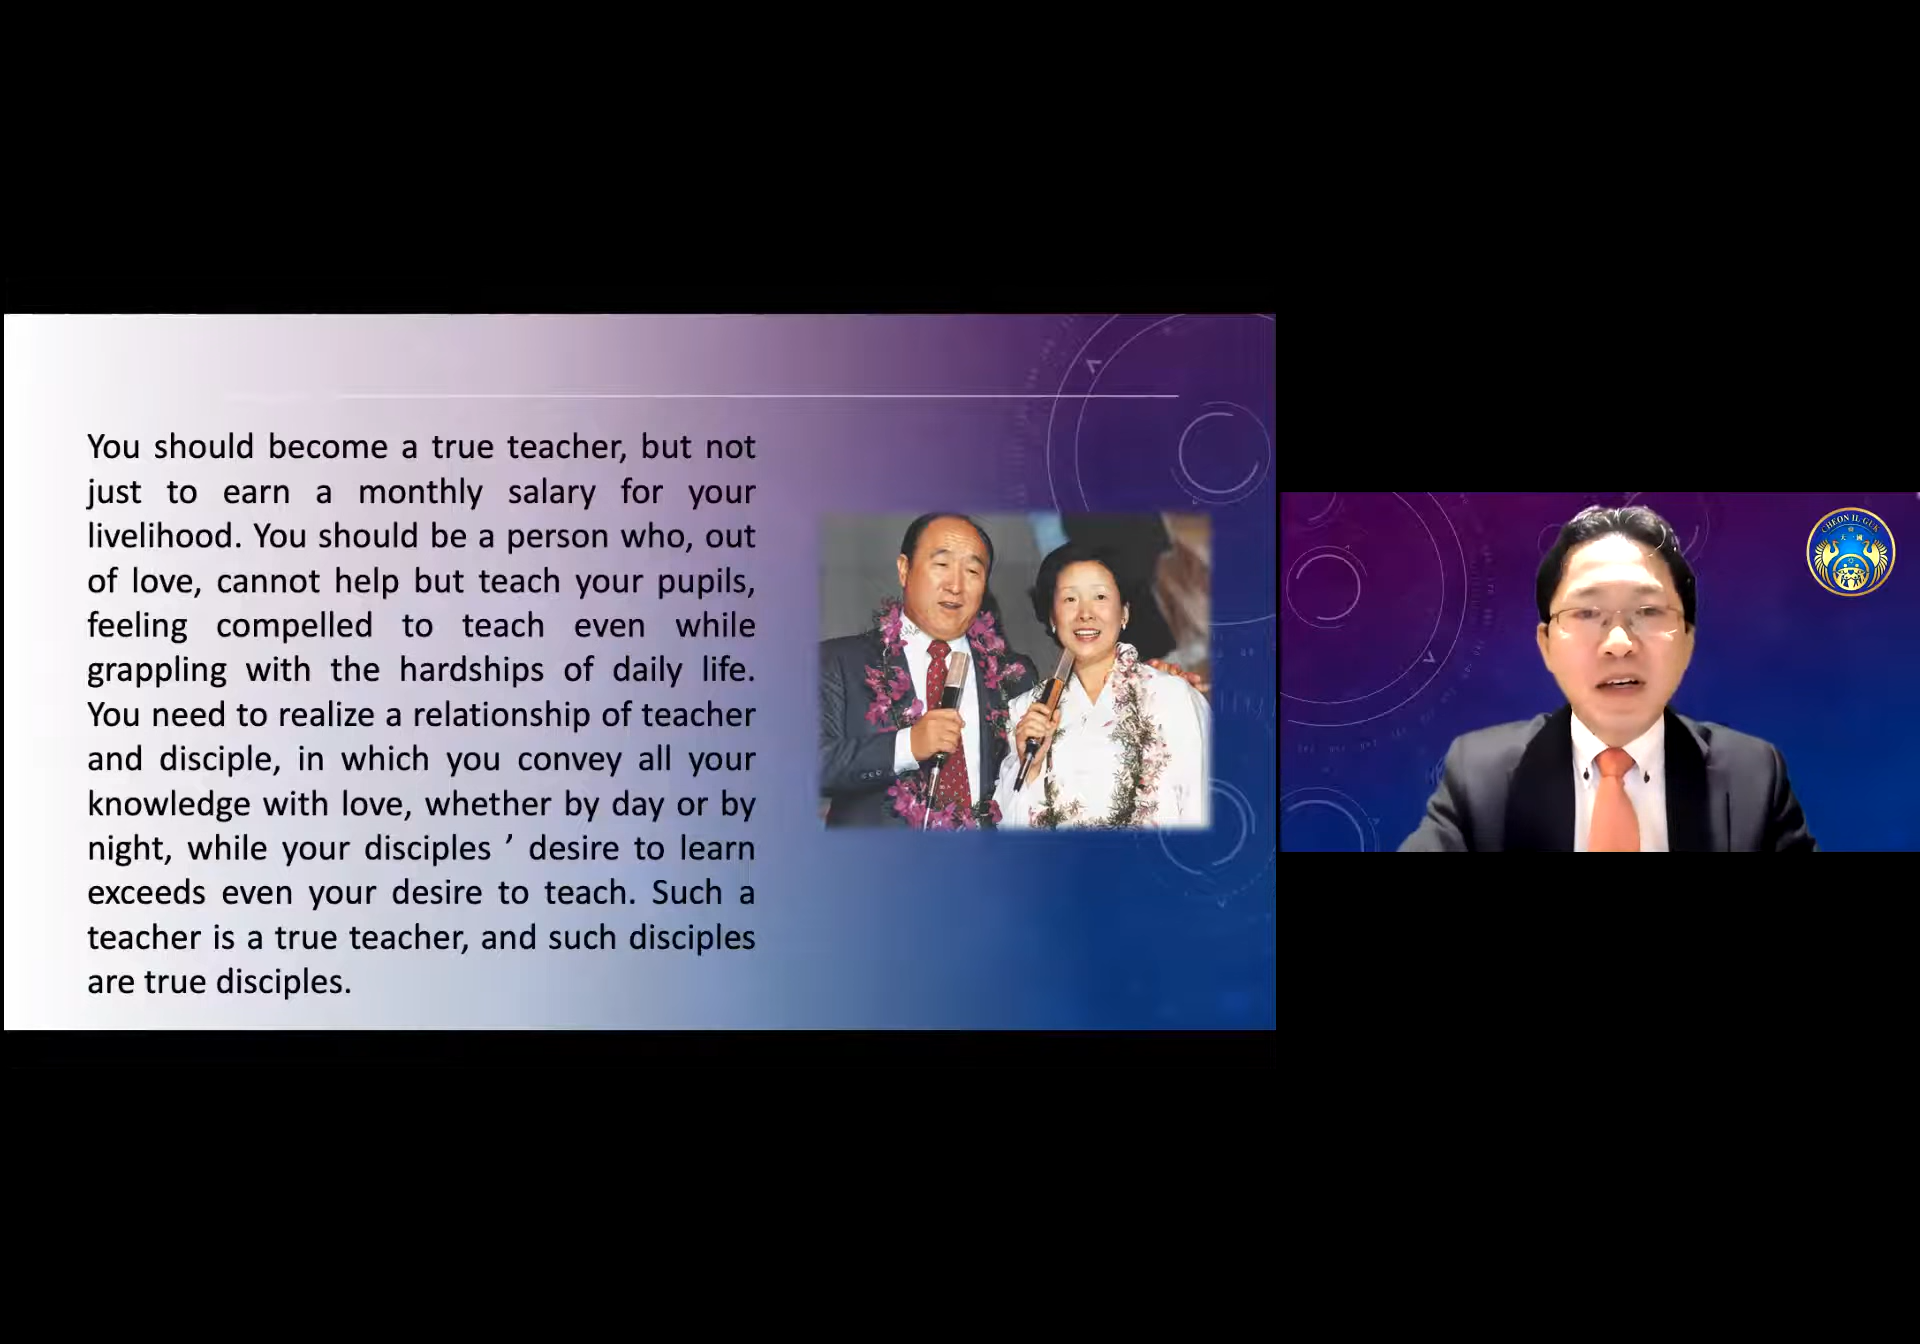 You should become a true teacher, but not
just to earn a monthly salary for your
livelihood. You should be a person who, out
of love, cannot help but teach your pupils,
feeling compelled to teach even while
grappling with the hardships of daily life.
You need to realize a relationship of teacher
and disciple, in which you convey all your
knowledge with love, whether by day or by
night, while your disciples ’ desire to learn
exceeds even your desire to teach. Such a
teacher is a true teacher, and such disciples
are true disciples.
CHEON IL GUK